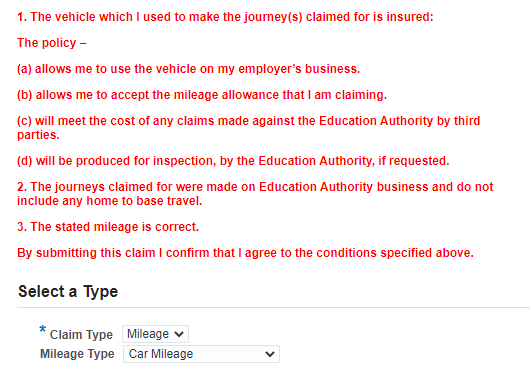 1. The vehicle which I used to make the journey(s) claimed for is insured:
The policy –
(a) allows me to use the vehicle on my employer's business.
(b) allows me to accept the mileage allowance that I am claiming.
(c) will meet the cost of any claims made against the Education Authority by third
parties.
(d) will be produced for inspection, by the Education Authority, if requested.
2. The journeys claimed for were made on Education Authority business and do not
include any home to base travel.
3. The stated mileage is correct.
By submitting this claim I confirm that I agree to the conditions specified above.
Select a Type
* Claim Type Mileage
Mileage Type Car Mileage